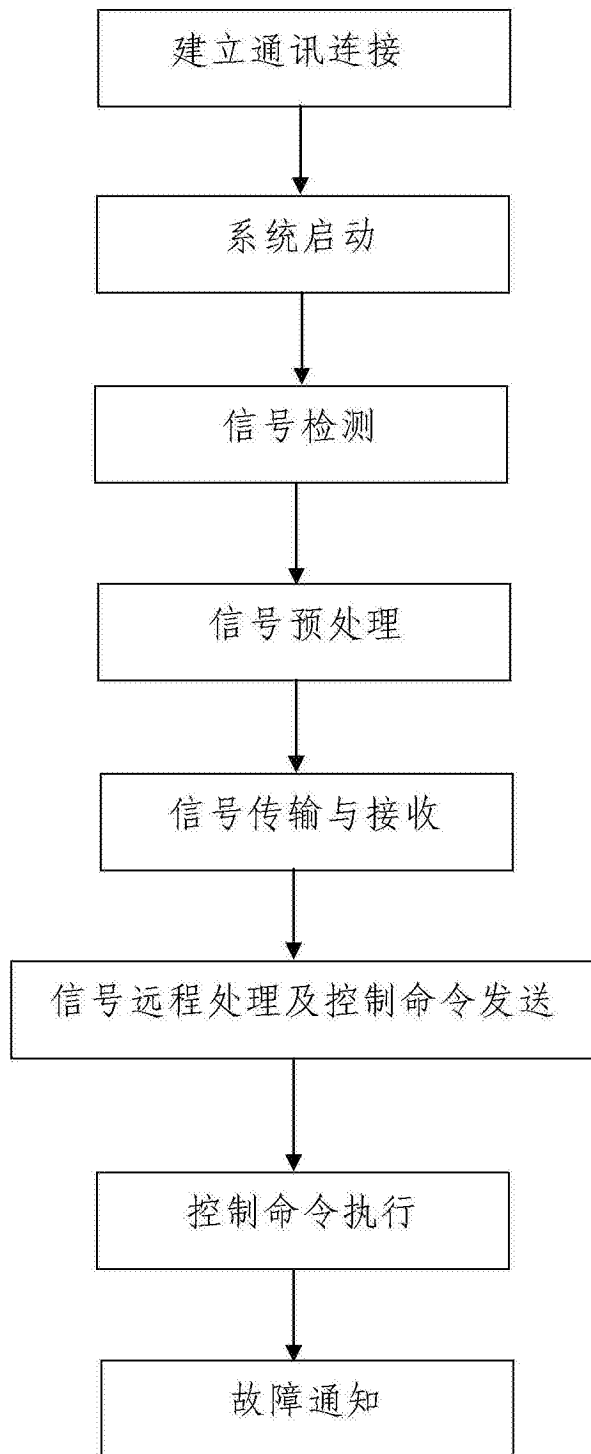 建立通讯连接
系统启动
信号检测
信号预处理
信号传输与接收
信号远程处理及控制命令发送
控制命令执行
故障通知